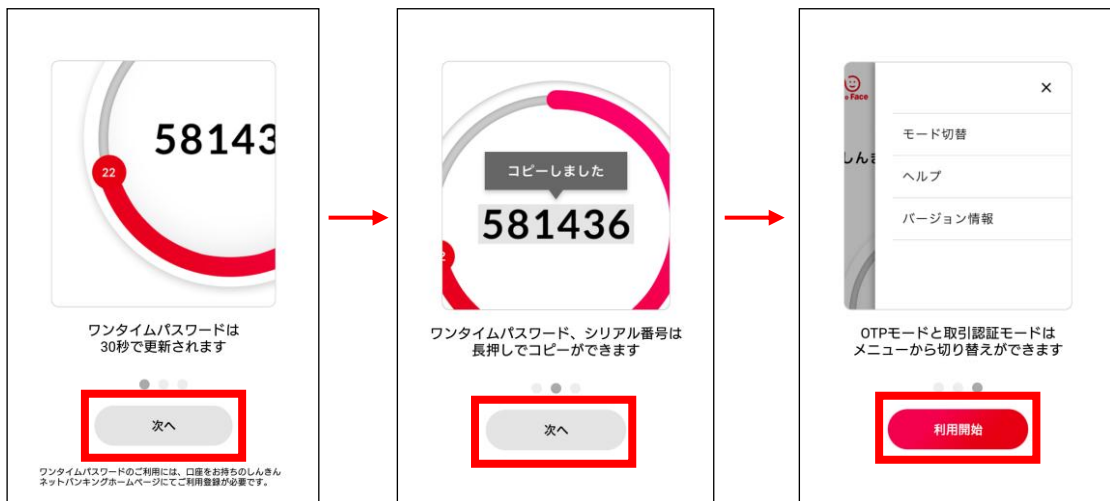 58143
22
ワンタイムパスワードは
30秒で更新されます
次へ
ワンタイムパスワードのご利用には、口座をお持ちのしんきん
ネットバンキングホームページにてご利用登録が必要です。
コピーしました
581436
2
ワンタイムパスワード、シリアル番号は
長押しでコピーができます
次へ
Face
×
モード切替
しんき
ヘルプ
バージョン情報
OTPモードと取引認証モードは
メニューから切り替えができます
利用開始